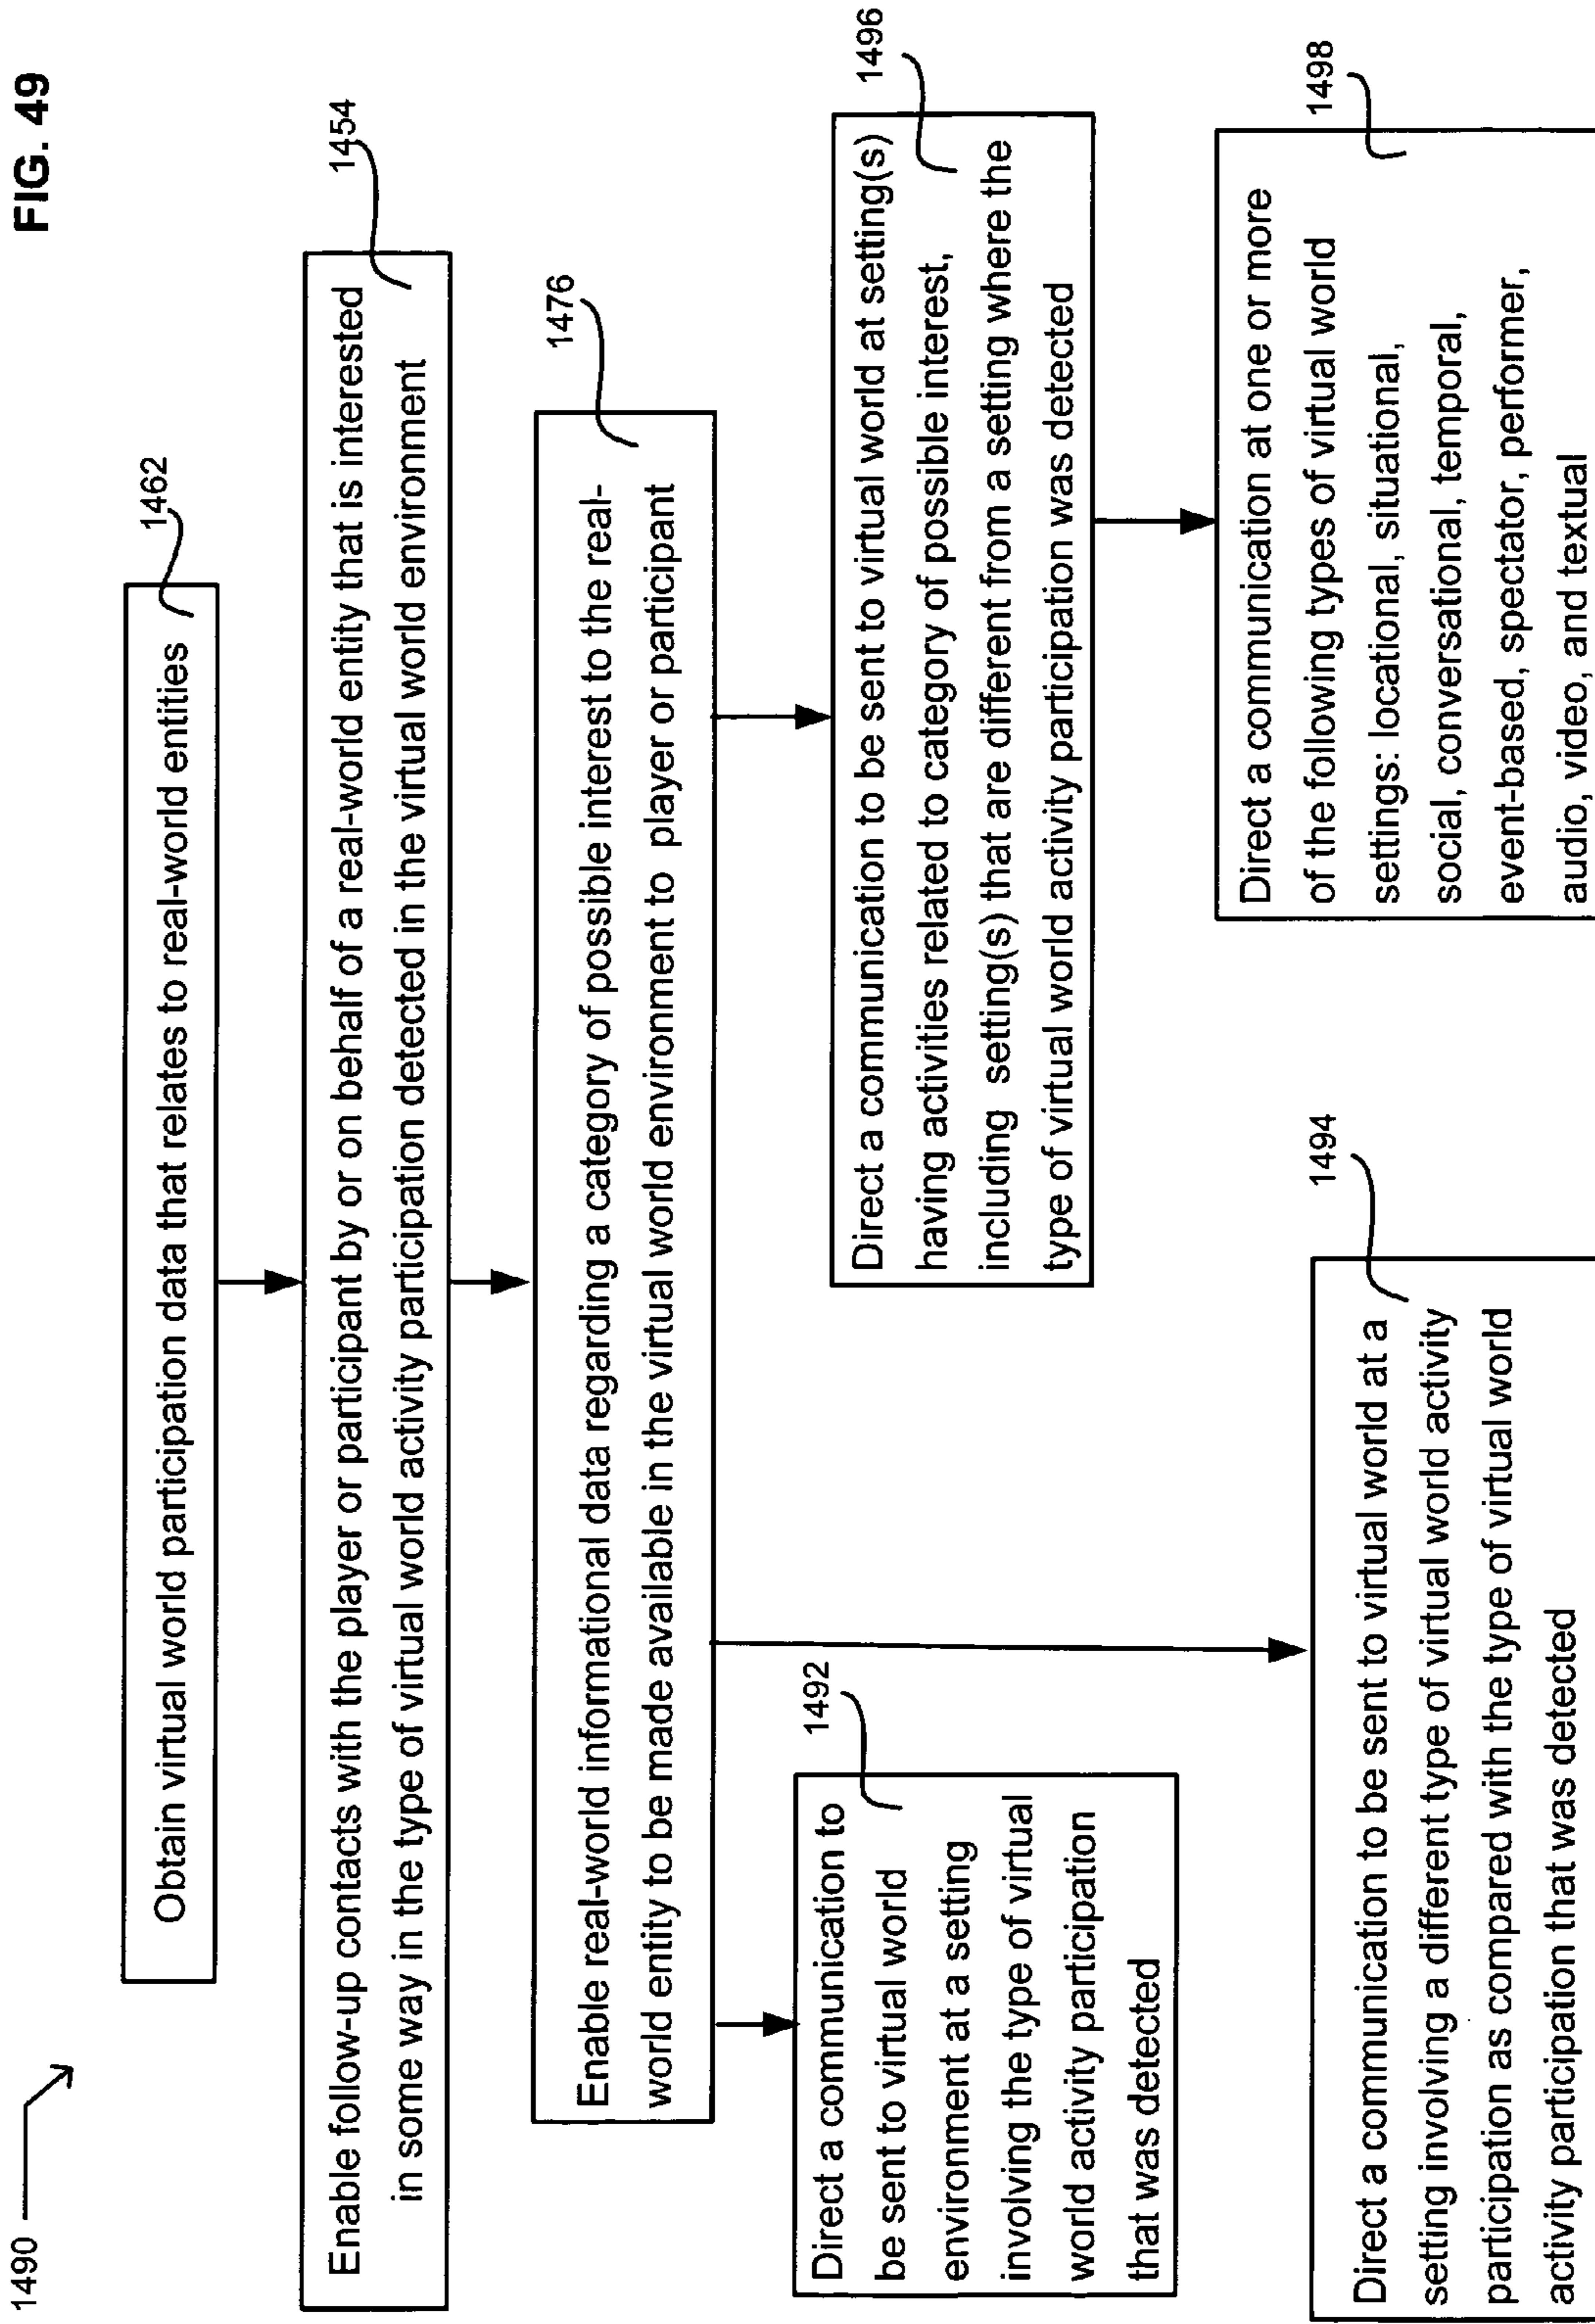 FIG. 49
1490
1462
Obtain virtual world participation data that relates to real-world entities
1454
Enable follow-up contacts with the player or participant by or on behalf of a real-world entity that is interested
in some way in the type of virtual world activity participation detected in the virtual world environment
1476
Enable real-world informational data regarding a category of possible interest to the real-
world entity to be made available in the virtual world environment to player or participant
1492
Direct a communication to
be sent to virtual world
environment at a setting
involving the type of virtual
world activity participation
that was detected
1496
Direct a communication to be sent to virtual world at setting(s)
having activities related to category of possible interest,
including setting(s) that are different from a setting where the
type of virtual world activity participation was detected
1494
Direct a communication to be sent to virtual world at a
setting involving a different type of virtual world activity
participation as compared with the type of virtual world
activity participation that was detected
1498
Direct a communication at one or more
of the following types of virtual world
settings: locational, situational,
social, conversational, temporal,
event-based, spectator, performer,
audio, video, and textual